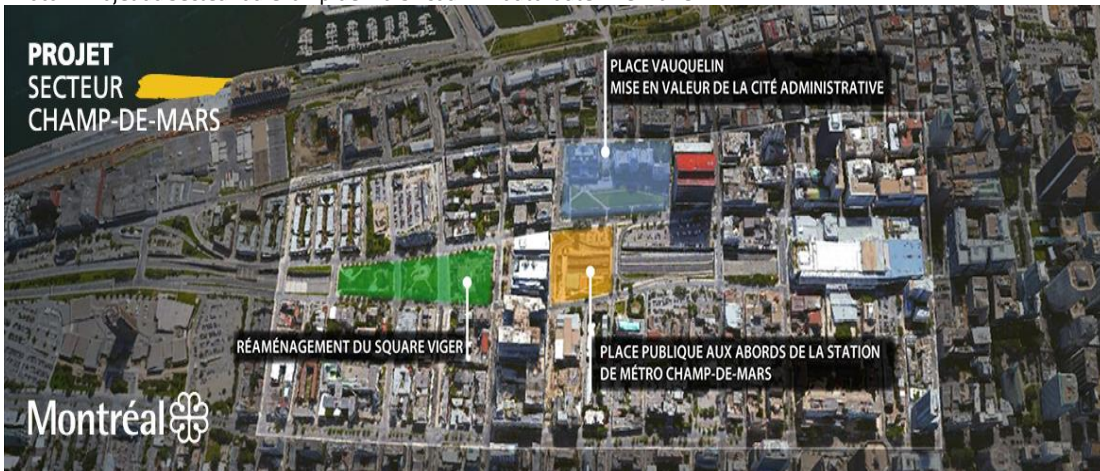 PROJET
SECTEUR
CHAMP-DE-MARS
PLACE VAUQUELIN
MISE EN VALEUR DE LA CITÉ ADMINISTRATIVE
RÉAMÉNAGEMENT DU SQUARE VIGER
PLACE PUBLIQUE AUX ABORDS DE LA STATION
DE MÉTRO CHAMP-DE-MARS
Montréal